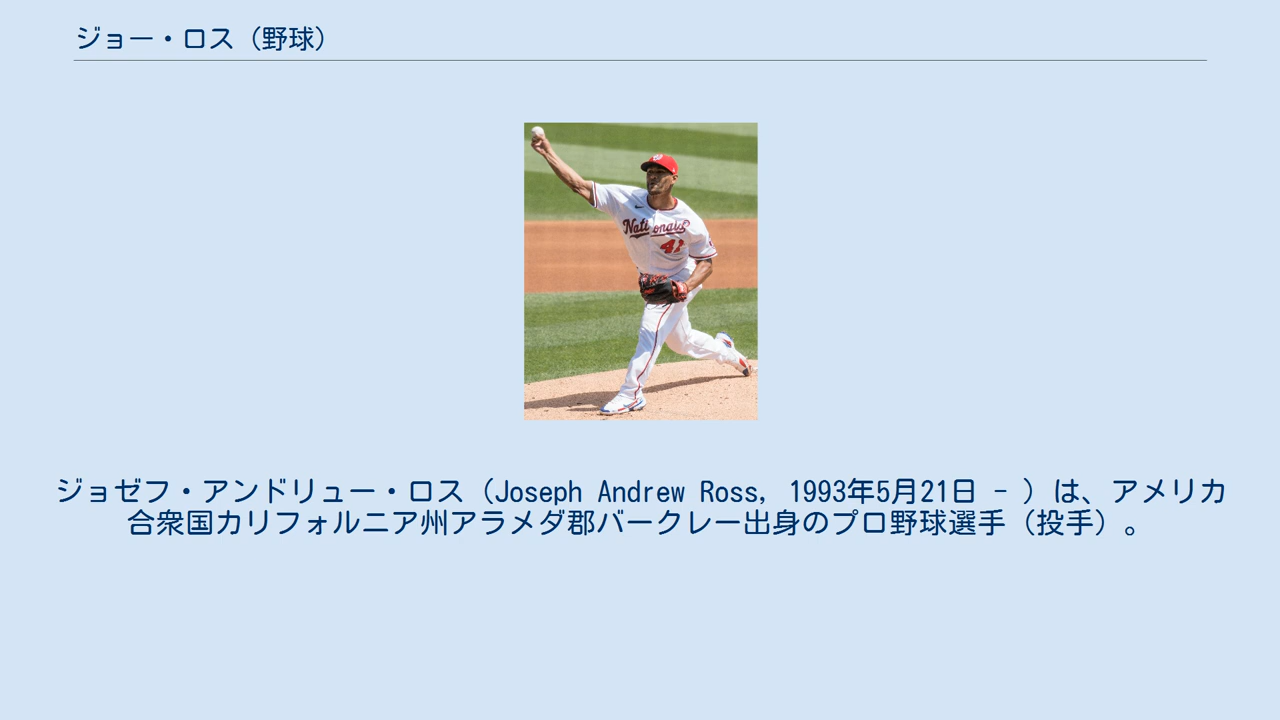 ジョー・ロス（野球）
Nationals
41
ジョゼフ・アンドリュー・ロス（Joseph Andrew Ross, 1993年5月21日 - ）は、アメリカ
合衆国カリフォルニア州アラメダ郡バークレー出身のプロ野球選手（投手）。